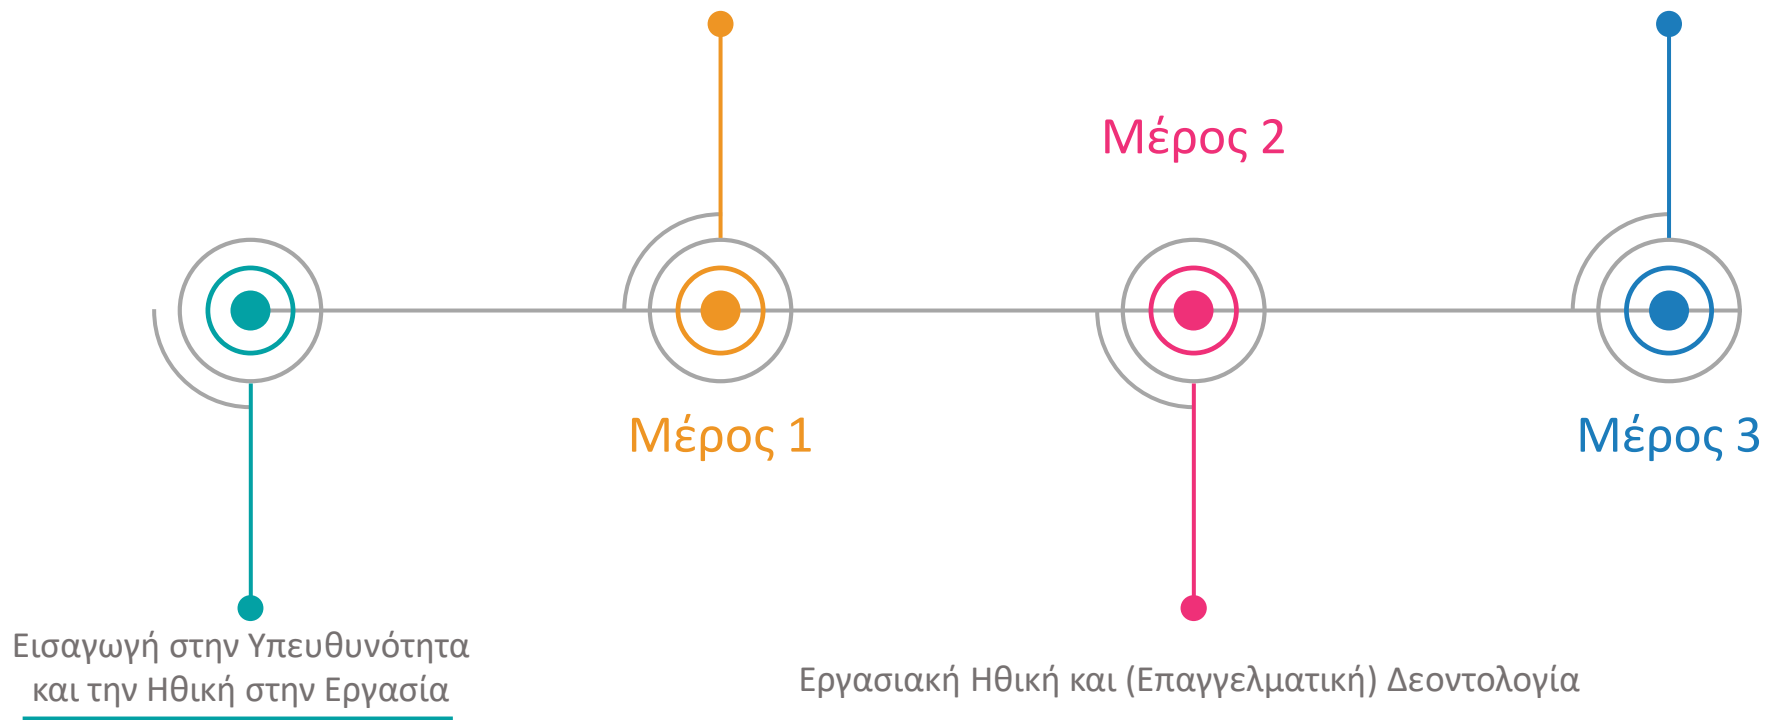 Μέρος 2
Μέρος 1
Μέρος 3
Εισαγωγή στην Υπευθυνότητα
και την Ηθική στην Εργασία
Εργασιακή Ηθική και (Επαγγελματική) Δεοντολογία